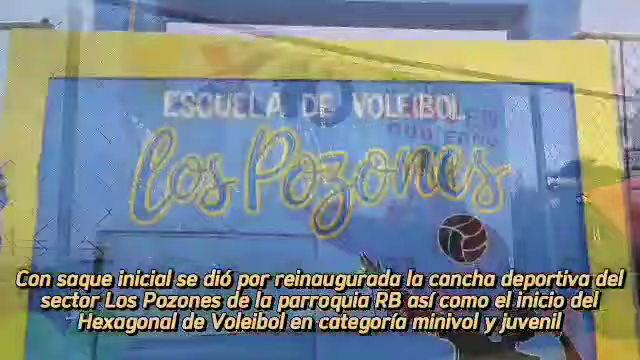 ESCUELA DE VOLEIBOL
Los Pozones
Con saque inicial se dió por reinaugurada la cancha deportiva del
sector Los Pozones de la parroquia RB así como el inicio del
Hexagonal de Voleibol en categoría minivol y juvenil